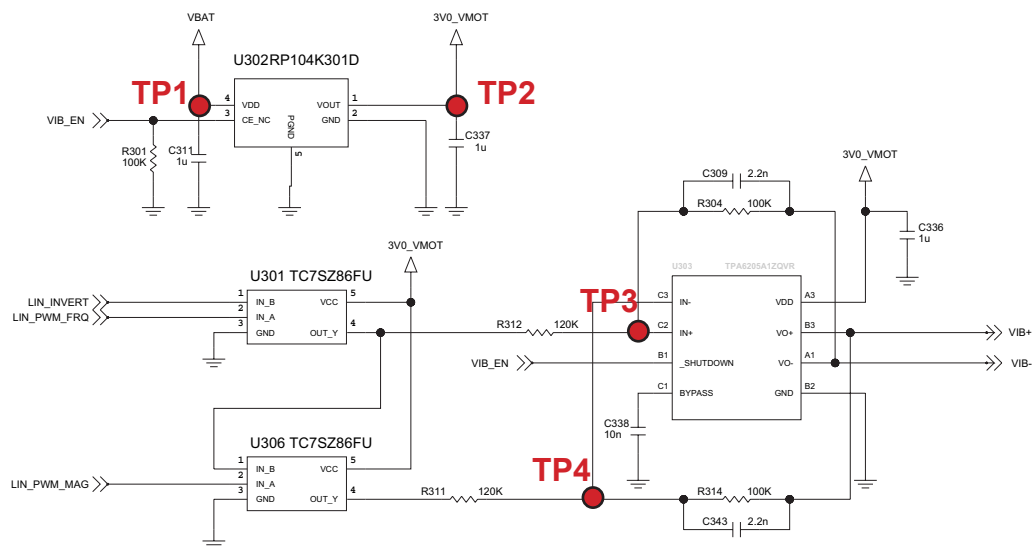 VBAT
3V0_VMOT
U302RP104K301D
TP1
TP2
4 VDD VOUT 1
3 CE_NC GND 2
VIB_EN
PGND
5
R301
100K
C311
1u
C337
1u
3V0_VMOT
C309 2.2n
R304 100K
C336
1u
3V0_VMOT
U301 TC7SZ86FU
U303 TPA6205A1ZQVR
LIN_INVERT 1 IN_B VCC 5
LIN_PWM_FRQ 2 IN_A
3 GND OUT_Y 4
TP3
C3 IN- VDD A3
R312 120K
C2 IN+ VO+ B3 VIB+
VIB_EN B1 _SHUTDOWN VO- A1 VIB-
C1 BYPASS GND B2
C338
10n
U306 TC7SZ86FU
1 IN_B VCC 5
LIN_PWM_MAG 2 IN_A
3 GND OUT_Y 4
TP4
R311 120K
R314 100K
C343 2.2n